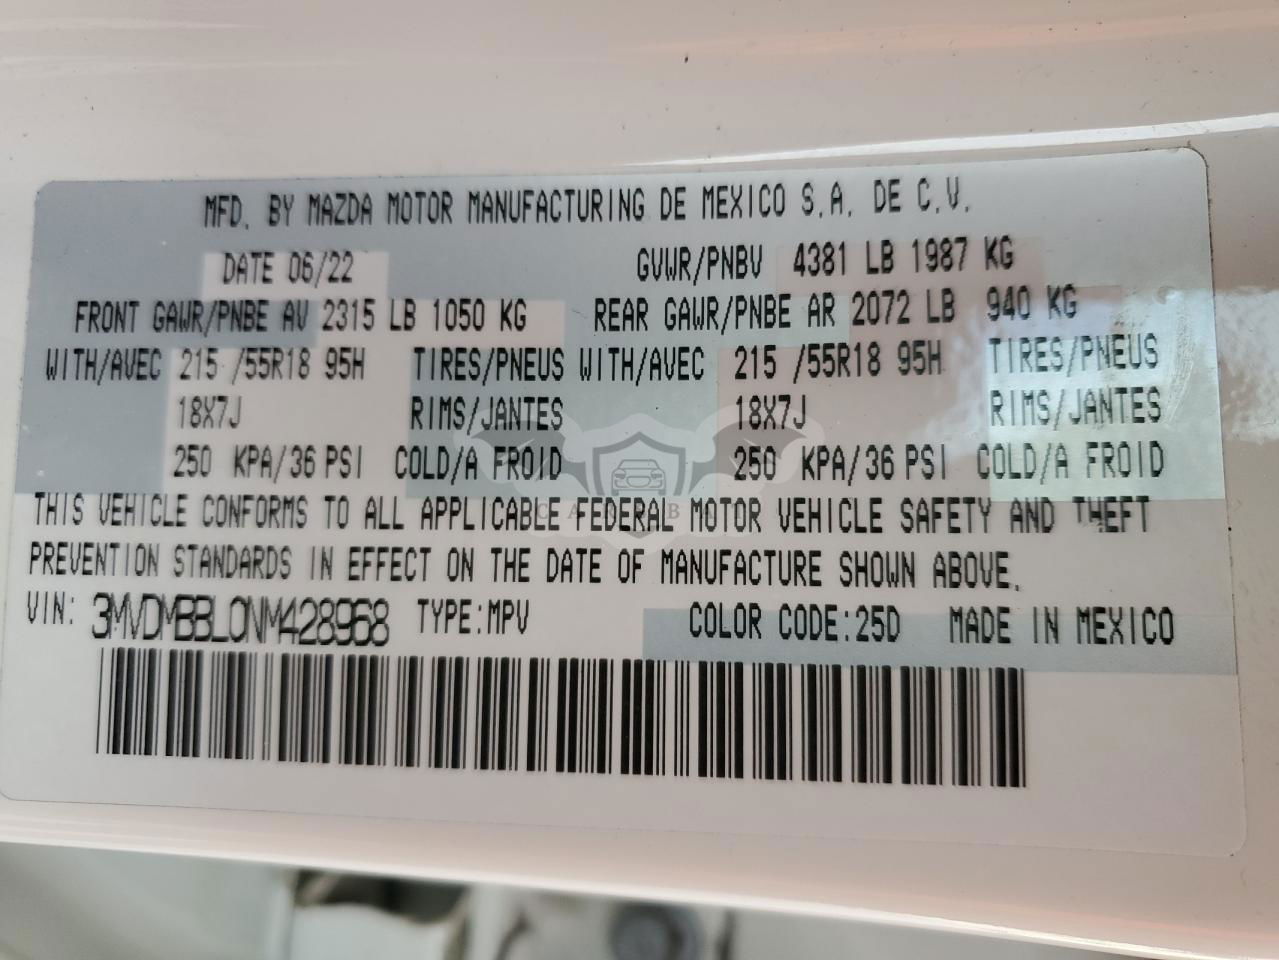 MFD. BY MAZDA MOTOR MANUFACTURING DE MEXICO S.A. DE C.V.
DATE 06/22 GVWR/PNBV 4381 LB 1987 KG
FRONT GAWR/PNBE AV 2315 LB 1050 KG REAR GAWR/PNBE AR 2072 LB 940 KG
WITH/AVEC 215 /55R18 95H TIRES/PNEUS WITH/AVEC 215 /55R18 95H TIRES/PNEUS
18X7J RIMS/JANTES 18X7J RIMS/JANTES
250 KPA/36 PSI COLD/A FROID 250 KPA/36 PSI COLD/A FROID
THIS VEHICLE CONFORMS TO ALL APPLICABLE FEDERAL MOTOR VEHICLE SAFETY AND THEFT
PREVENTION STANDARDS IN EFFECT ON THE DATE OF MANUFACTURE SHOWN ABOVE.
VIN: 3MVDMBBL0NM428968 TYPE:MPV COLOR CODE:25D MADE IN MEXICO